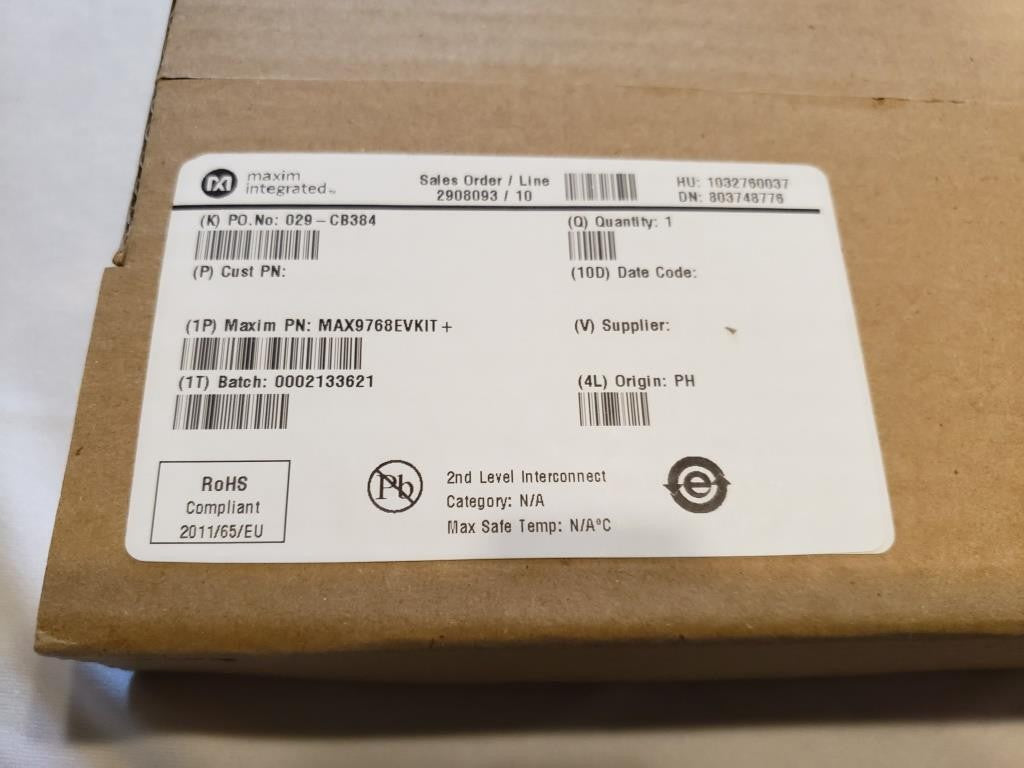 maxim
integrated™
Sales Order / Line
2908093 / 10
HU: 1032760037
DN: 803748776
(K) PO.No: 029-CB384
(Q) Quantity: 1
(P) Cust PN:
(10D) Date Code:
(1P) Maxim PN: MAX9768EVKIT+
(V) Supplier:
(1T) Batch: 0002133621
(4L) Origin: PH
RoHS
Compliant
2011/65/EU
Pb
2nd Level Interconnect
Category: N/A
Max Safe Temp: N/AºC
e